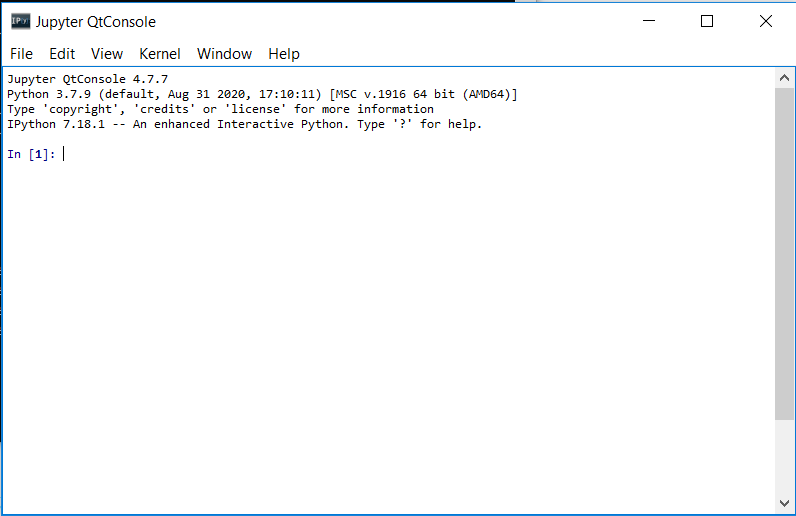 IP[y] Jupyter QtConsole
File Edit View Kernel Window Help
Jupyter QtConsole 4.7.7
Python 3.7.9 (default, Aug 31 2020, 17:10:11) [MSC v.1916 64 bit (AMD64)]
Type 'copyright', 'credits' or 'license' for more information
IPython 7.18.1 -- An enhanced Interactive Python. Type '?' for help.
In [1]: